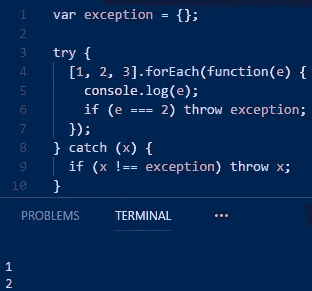 1 var exception = {};
2
3 try {
4   [1, 2, 3].forEach(function(e) {
5     console.log(e);
6     if (e === 2) throw exception;
7   });
8 } catch (x) {
9   if (x !== exception) throw x;
10 }
PROBLEMS TERMINAL •••
1
2